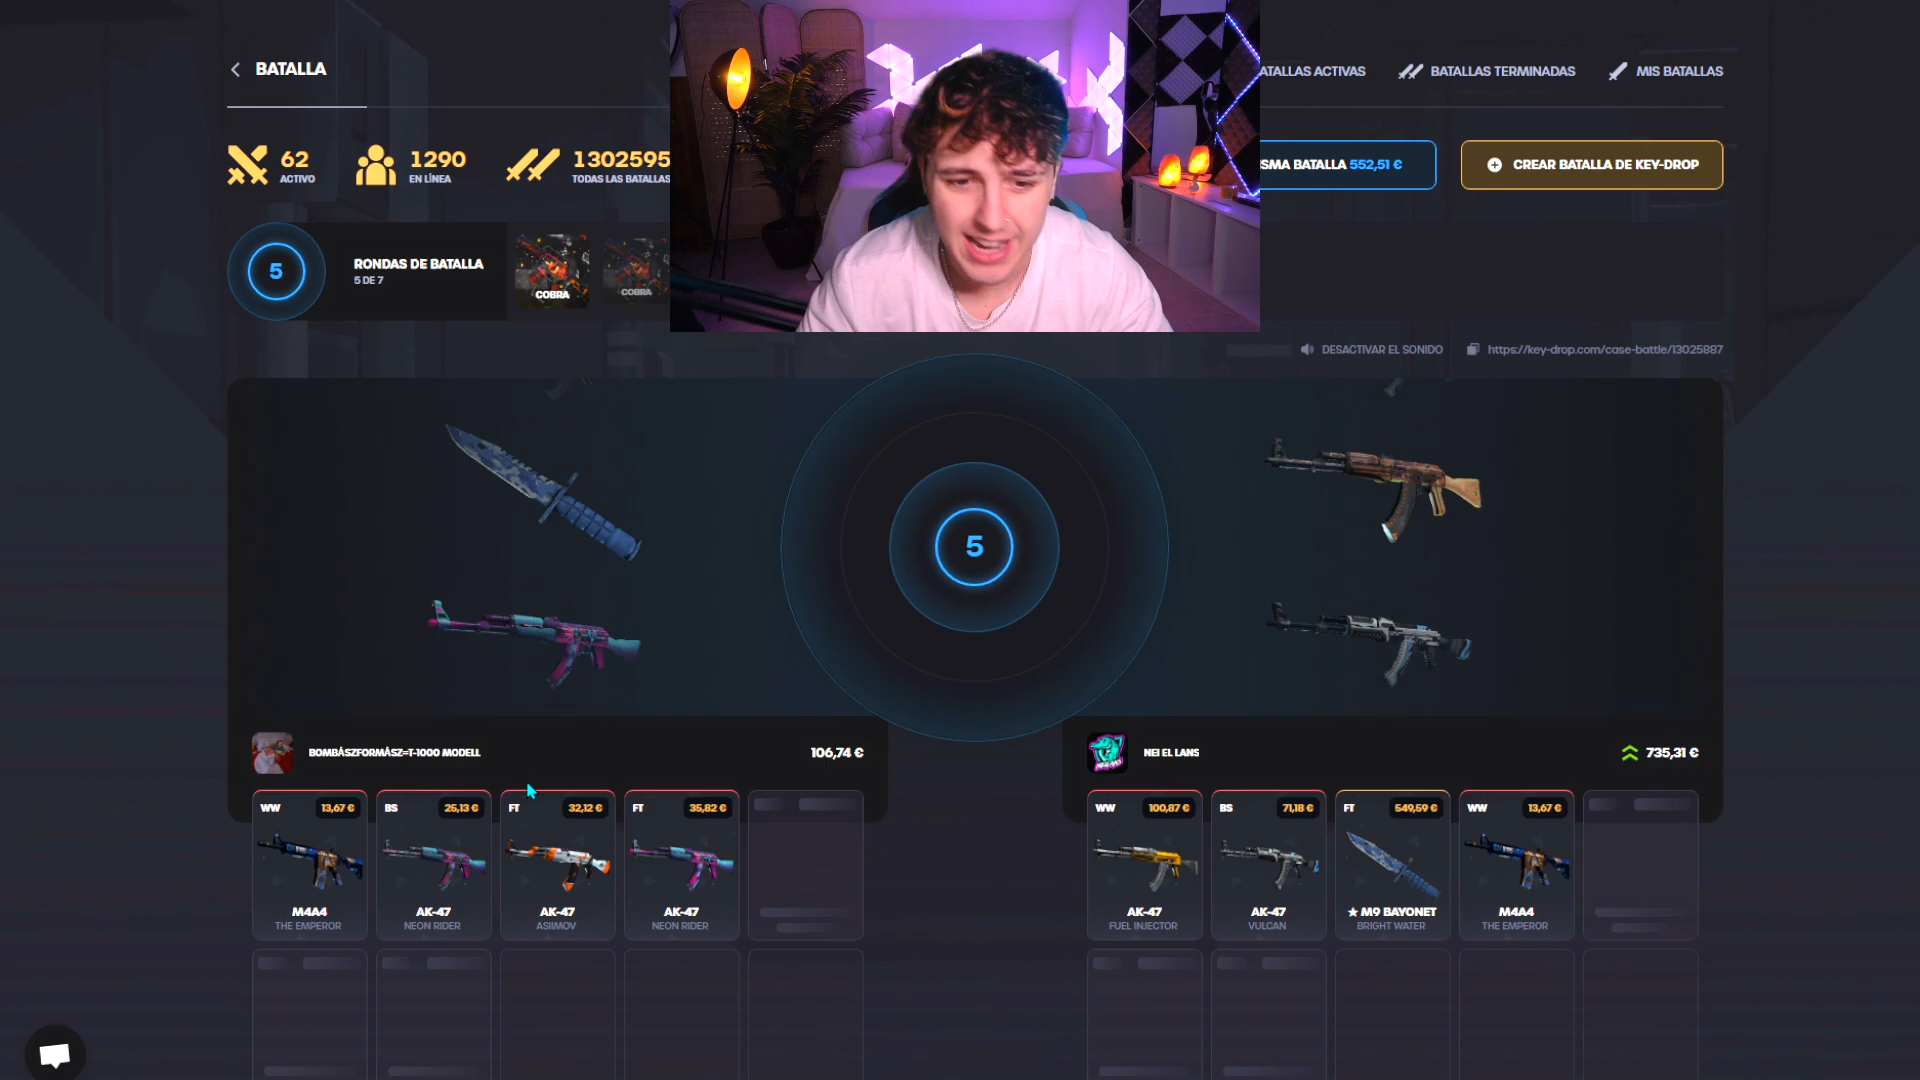 BATALLA
ATALLAS ACTIVAS
BATALLAS TERMINADAS
MIS BATALLAS
62
ACTIVO
1290
EN LÍNEA
1302595
TODAS LAS BATALLAS
SMA BATALLA 552,51 €
CREAR BATALLA DE KEY-DROP
5
RONDAS DE BATALLA
5 DE 7
COBRA
COBRA
DESACTIVAR EL SONIDO
https://key-drop.com/case-battle/13025887
5
BOMBÁSZFORMÁSZ=T-1000 MODELL
106,74 €
NEI EL LANS
735,31 €
WW 13,67 €
M4A4
THE EMPEROR
BS 25,13 €
AK-47
NEON RIDER
FT 32,12 €
AK-47
ASIIMOV
FT 35,82 €
AK-47
NEON RIDER
WW 100,87 €
AK-47
FUEL INJECTOR
BS 71,18 €
AK-47
VULCAN
FT 549,59 €
★ M9 BAYONET
BRIGHT WATER
WW 13,67 €
M4A4
THE EMPEROR